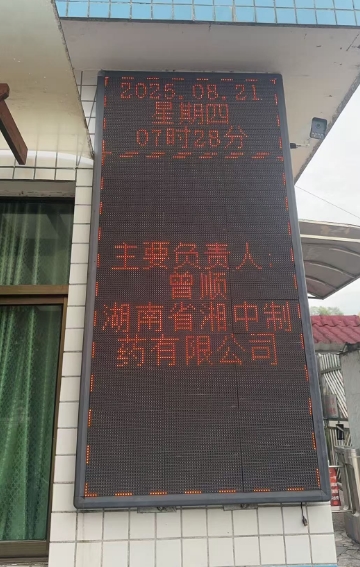 2025.08.21
星期四
07时28分
主要负责人:
曾顺
湖南省湘中制
药有限公司